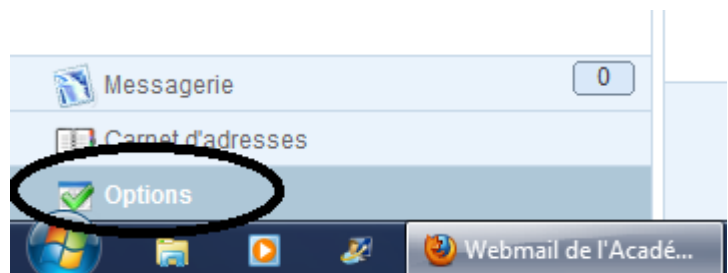 Messagerie 0
Carnet d'adresses
Options
Webmail de l'Acadé...